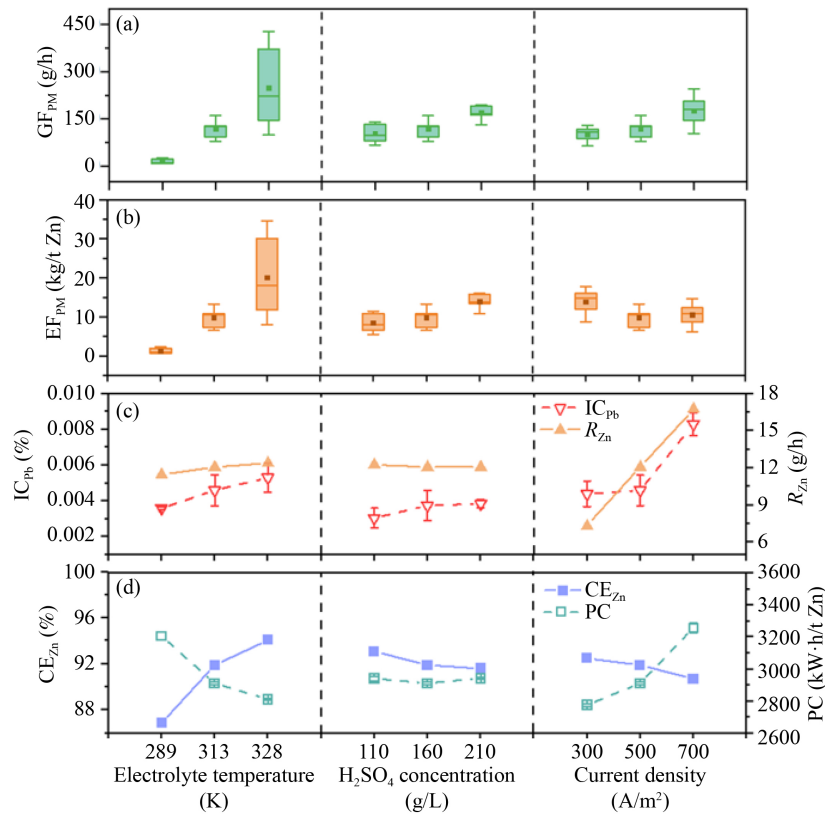 (a)
450
300
150
0
GF_PM (g/h)
(b)
40
30
20
10
0
EF_PM (kg/t Zn)
(c)
0.010
0.008
0.006
0.004
0.002
IC_Pb (%)
IC_Pb
R_Zn
18
15
12
9
6
R_Zn (g/h)
(d)
100
96
92
88
CE_Zn (%)
CE_Zn
PC
3600
3400
3200
3000
2800
2600
PC (kW·h/t Zn)
289 313 328 110 160 210 300 500 700
Electrolyte temperature H₂SO₄ concentration Current density
(K) (g/L) (A/m²)